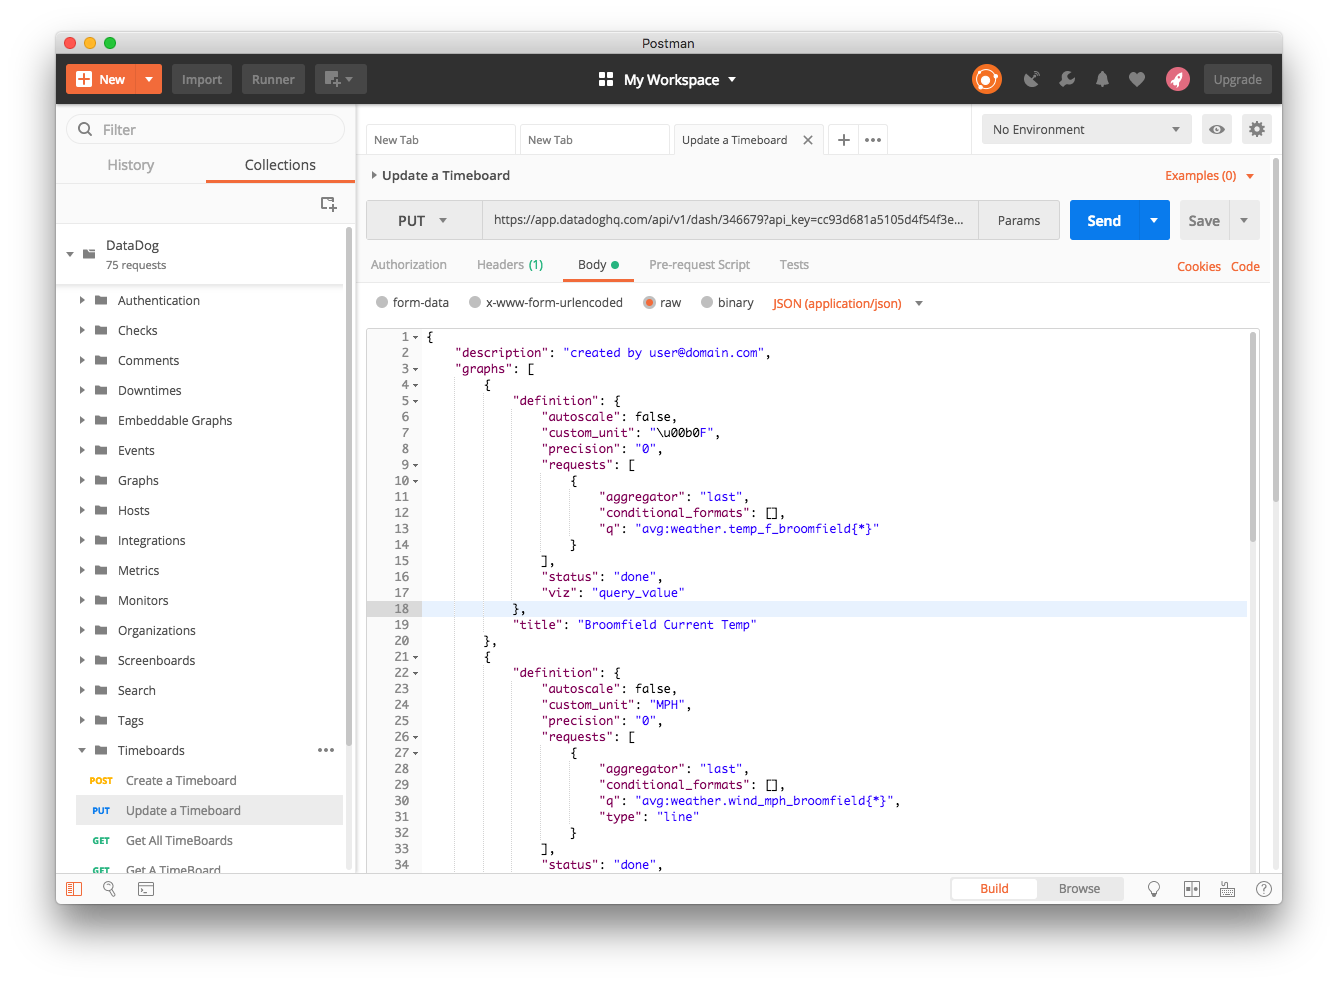 Postman
New
Import
Runner
My Workspace
Upgrade
Filter
History
Collections
DataDog
75 requests
Authentication
Checks
Comments
Downtimes
Embeddable Graphs
Events
Graphs
Hosts
Integrations
Metrics
Monitors
Organizations
Screenboards
Search
Tags
Timeboards
POST Create a Timeboard
PUT Update a Timeboard
GET Get All TimeBoards
GET Get A TimeBoard
New Tab
New Tab
Update a Timeboard
No Environment
Update a Timeboard
Examples (0)
PUT
https://app.datadoghq.com/api/v1/dash/346679?api_key=cc93d681a5105d4f54f3e...
Params
Send
Save
Authorization
Headers (1)
Body
Pre-request Script
Tests
Cookies
Code
form-data
x-www-form-urlencoded
raw
binary
JSON (application/json)
1 {
2 "description": "created by user@domain.com",
3 "graphs": [
4 {
5 "definition": {
6 "autoscale": false,
7 "custom_unit": "\u00b0F",
8 "precision": "0",
9 "requests": [
10 {
11 "aggregator": "last",
12 "conditional_formats": [],
13 "q": "avg:weather.temp_f_broomfield{*}"
14 }
15 ],
16 "status": "done",
17 "viz": "query_value"
18 },
19 "title": "Broomfield Current Temp"
20 },
21 {
22 "definition": {
23 "autoscale": false,
24 "custom_unit": "MPH",
25 "precision": "0",
26 "requests": [
27 {
28 "aggregator": "last",
29 "conditional_formats": [],
30 "q": "avg:weather.wind_mph_broomfield{*}",
31 "type": "line"
32 }
33 ],
34 "status": "done",
Build
Browse